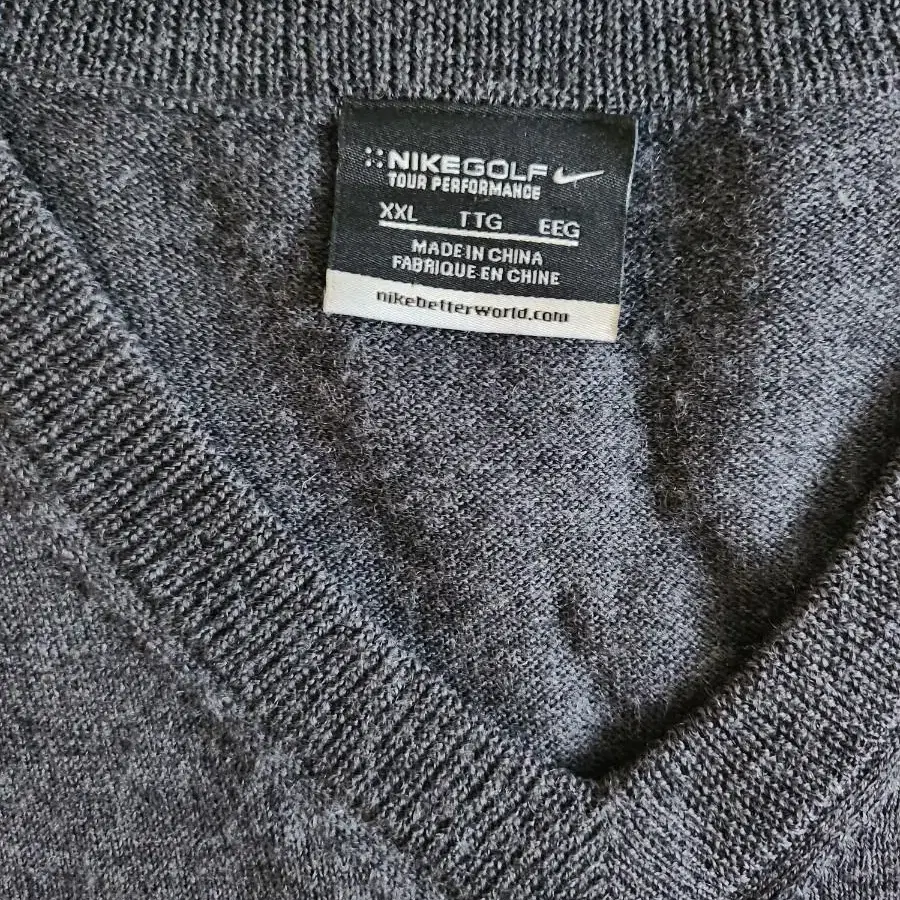 NIKEGOLF
TOUR PERFORMANCE
XXL TTG EEG
MADE IN CHINA
FABRIQUE EN CHINE
nikebetterworld.com